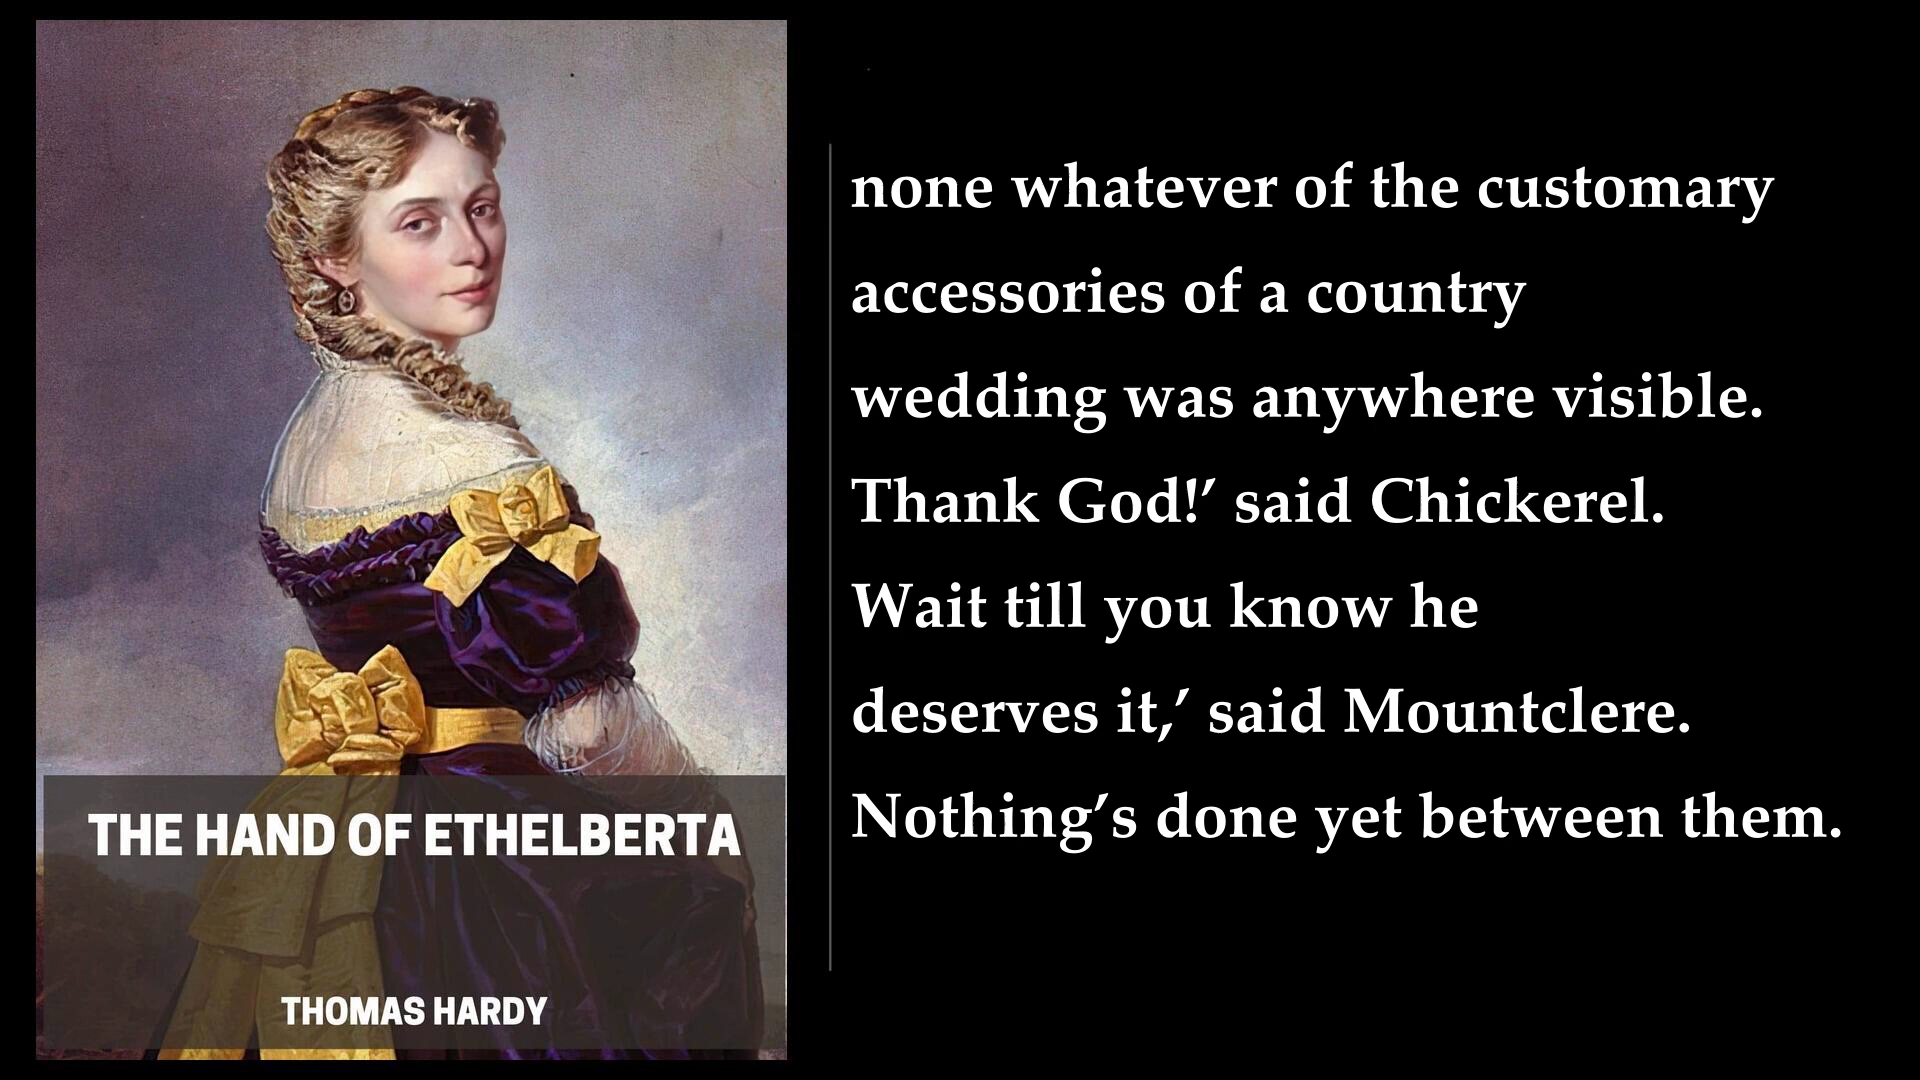 THE HAND OF ETHELBERTA
THOMAS HARDY
none whatever of the customary
accessories of a country
wedding was anywhere visible.
Thank God!’ said Chickerel.
Wait till you know he
deserves it,’ said Mountclere.
Nothing’s done yet between them.